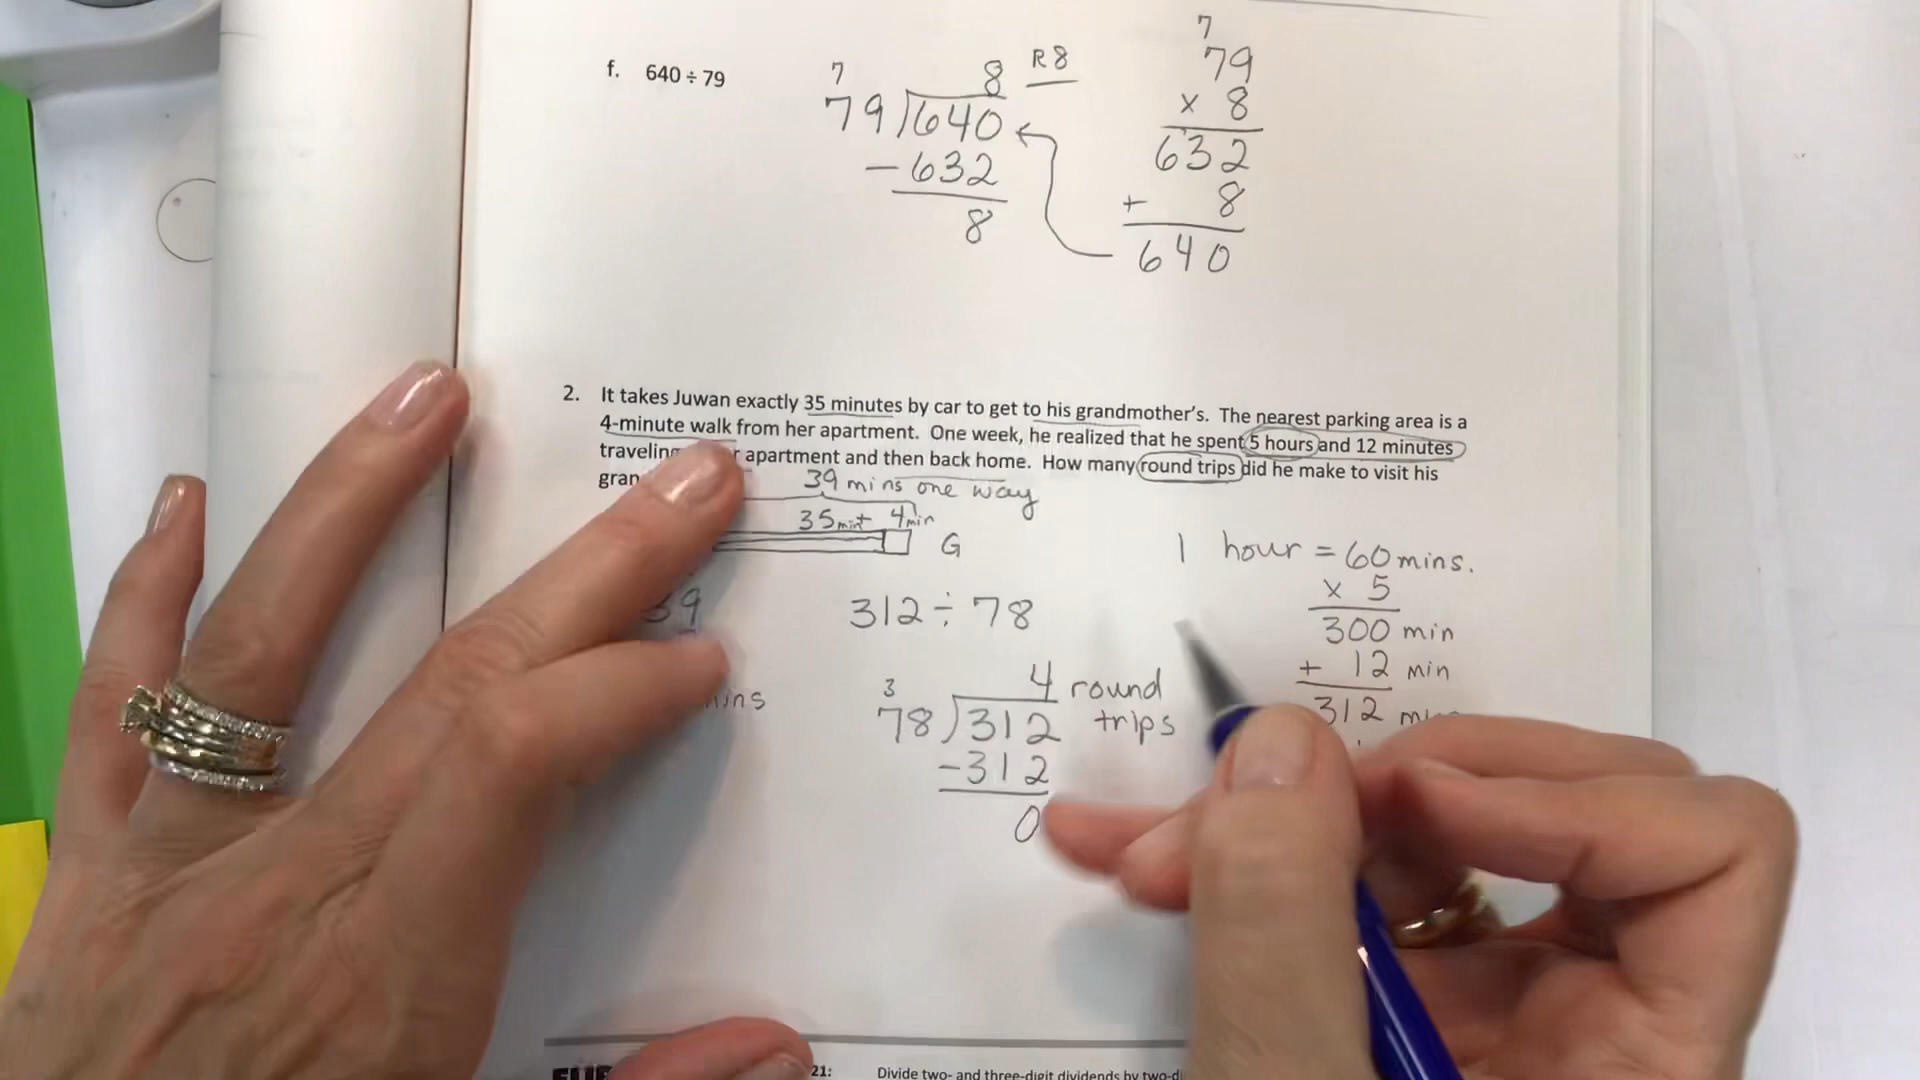 f. 640 ÷ 79
7
8 R8
79 640
- 632
8
7
79
x 8
632
+ 8
640
2. It takes Juwan exactly 35 minutes by car to get to his grandmother's. The nearest parking area is a
4-minute walk from her apartment. One week, he realized that he spent 5 hours and 12 minutes
apartment and then back home. How many round trips did he make to visit his
39 mins one way
35 min + 4 min
G
39
312 ÷ 78
3
4 round
78 312 trips
- 312
0
1 hour = 60 mins.
x 5
300 min
+ 12 min
312
21: Divide two- and three-digit dividends by